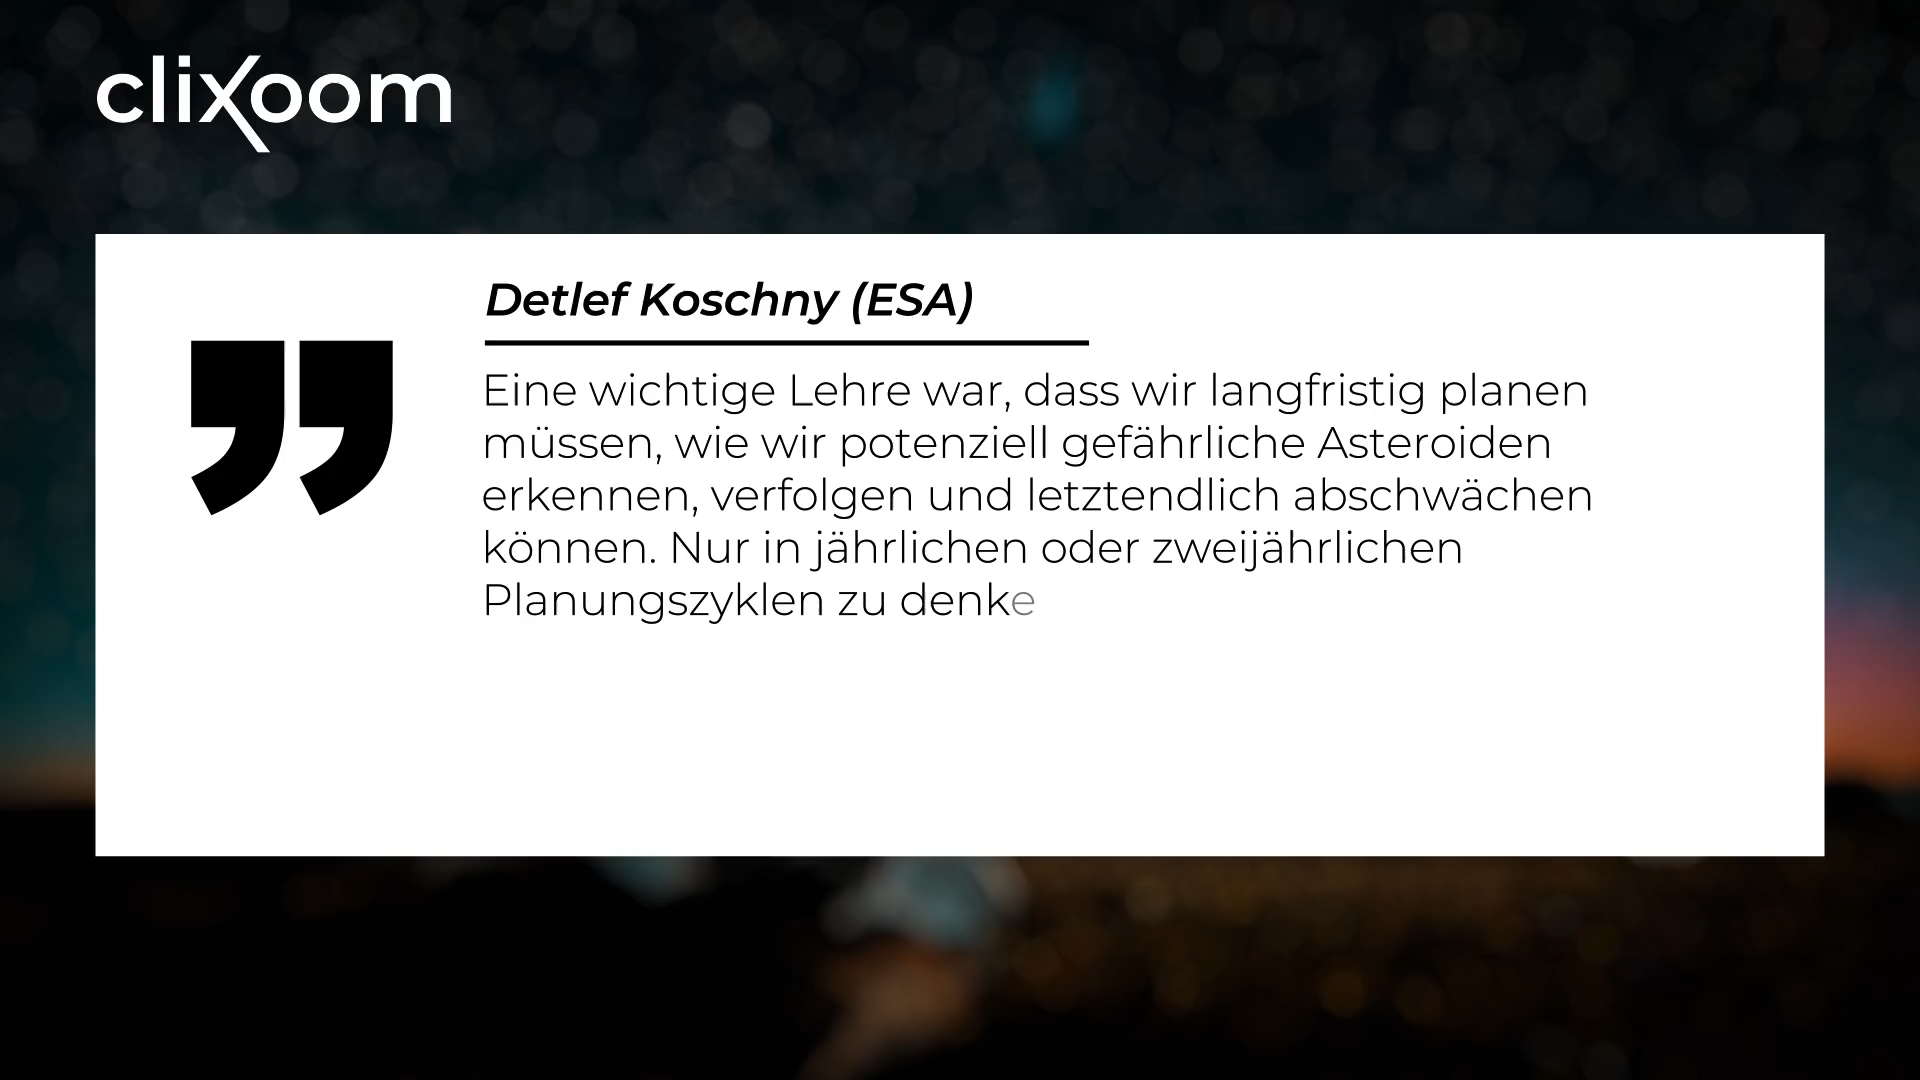 clixoom
Detlef Koschny (ESA)
Eine wichtige Lehre war, dass wir langfristig planen
müssen, wie wir potenziell gefährliche Asteroiden
erkennen, verfolgen und letztendlich abschwächen
können. Nur in jährlichen oder zweijährlichen
Planungszyklen zu denke